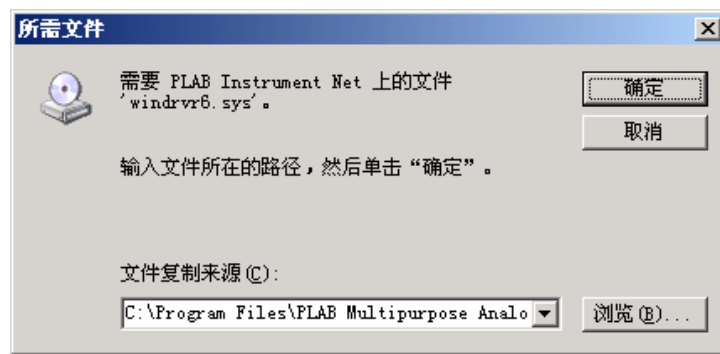 所需文件
需要 PLAB Instrument Net 上的文件
'windrvr6.sys'。
确定
取消
输入文件所在的路径，然后单击“确定”。
文件复制来源(C):
C:\Program Files\PLAB Multipurpose Analo
浏览(B)...